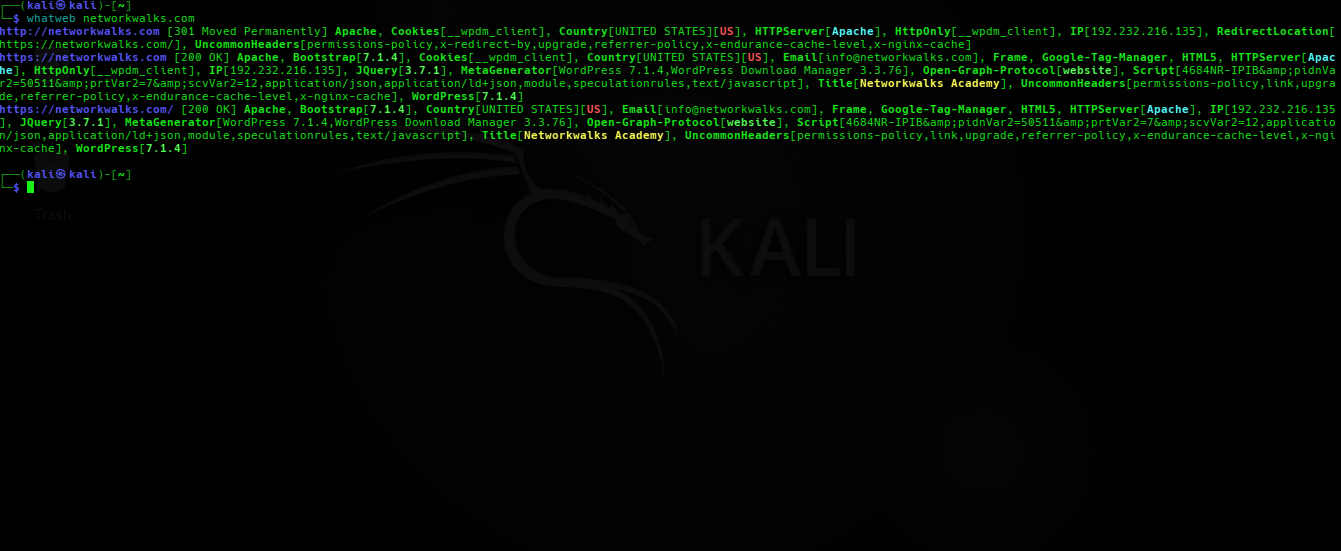 ┌──(kali㉿kali)-[~]
└─$ whatweb networkwalks.com
http://networkwalks.com [301 Moved Permanently] Apache, Cookies[__wpdm_client], Country[UNITED STATES][US], HTTPServer[Apache], HttpOnly[__wpdm_client], IP[192.232.216.135], RedirectLocation[
https://networkwalks.com/], UncommonHeaders[permissions-policy,x-redirect-by,upgrade,referrer-policy,x-endurance-cache-level,x-nginx-cache]
https://networkwalks.com [200 OK] Apache, Bootstrap[7.1.4], Cookies[__wpdm_client], Country[UNITED STATES][US], Email[info@networkwalks.com], Frame, Google-Tag-Manager, HTML5, HTTPServer[Apac
he], HttpOnly[__wpdm_client], IP[192.232.216.135], JQuery[3.7.1], MetaGenerator[WordPress 7.1.4,WordPress Download Manager 3.3.76], Open-Graph-Protocol[website], Script[4684NR-IPIB&amp;pidnVa
r2=50511&amp;prtVar2=7&amp;scvVar2=12,application/json,application/ld+json,module,speculationrules,text/javascript], Title[Networkwalks Academy], UncommonHeaders[permissions-policy,link,upgra
de,referrer-policy,x-endurance-cache-level,x-nginx-cache], WordPress[7.1.4]
https://networkwalks.com/ [200 OK] Apache, Bootstrap[7.1.4], Country[UNITED STATES][US], Email[info@networkwalks.com], Frame, Google-Tag-Manager, HTML5, HTTPServer[Apache], IP[192.232.216.135
], JQuery[3.7.1], MetaGenerator[WordPress 7.1.4,WordPress Download Manager 3.3.76], Open-Graph-Protocol[website], Script[4684NR-IPIB&amp;pidnVar2=50511&amp;prtVar2=7&amp;scvVar2=12,applicatio
n/json,application/ld+json,module,speculationrules,text/javascript], Title[Networkwalks Academy], UncommonHeaders[permissions-policy,link,upgrade,referrer-policy,x-endurance-cache-level,x-ngi
nx-cache], WordPress[7.1.4]
┌──(kali㉿kali)-[~]
└─$
Trash
KALI